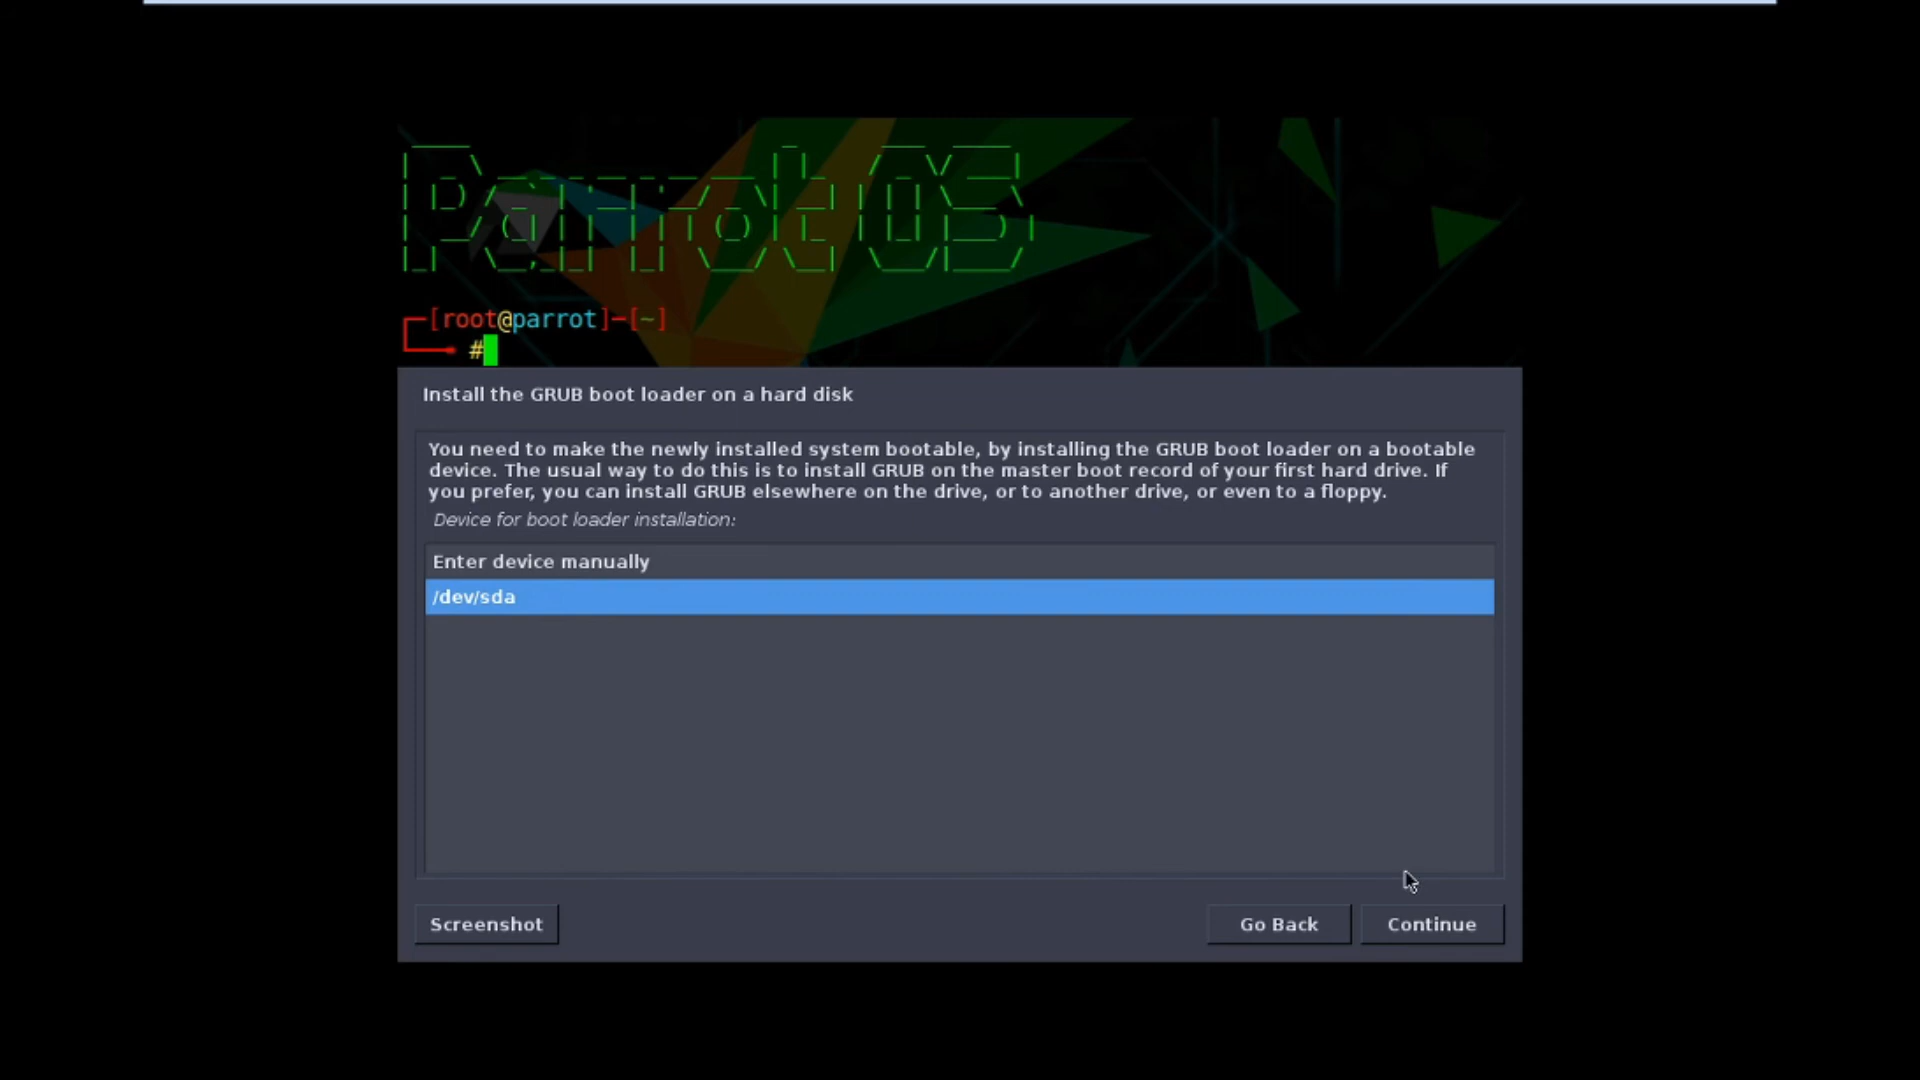 Parrot OS
[root@parrot]-[~]
#
Install the GRUB boot loader on a hard disk
You need to make the newly installed system bootable, by installing the GRUB boot loader on a bootable
device. The usual way to do this is to install GRUB on the master boot record of your first hard drive. If
you prefer, you can install GRUB elsewhere on the drive, or to another drive, or even to a floppy.
Device for boot loader installation:
Enter device manually
/dev/sda
Screenshot
Go Back
Continue